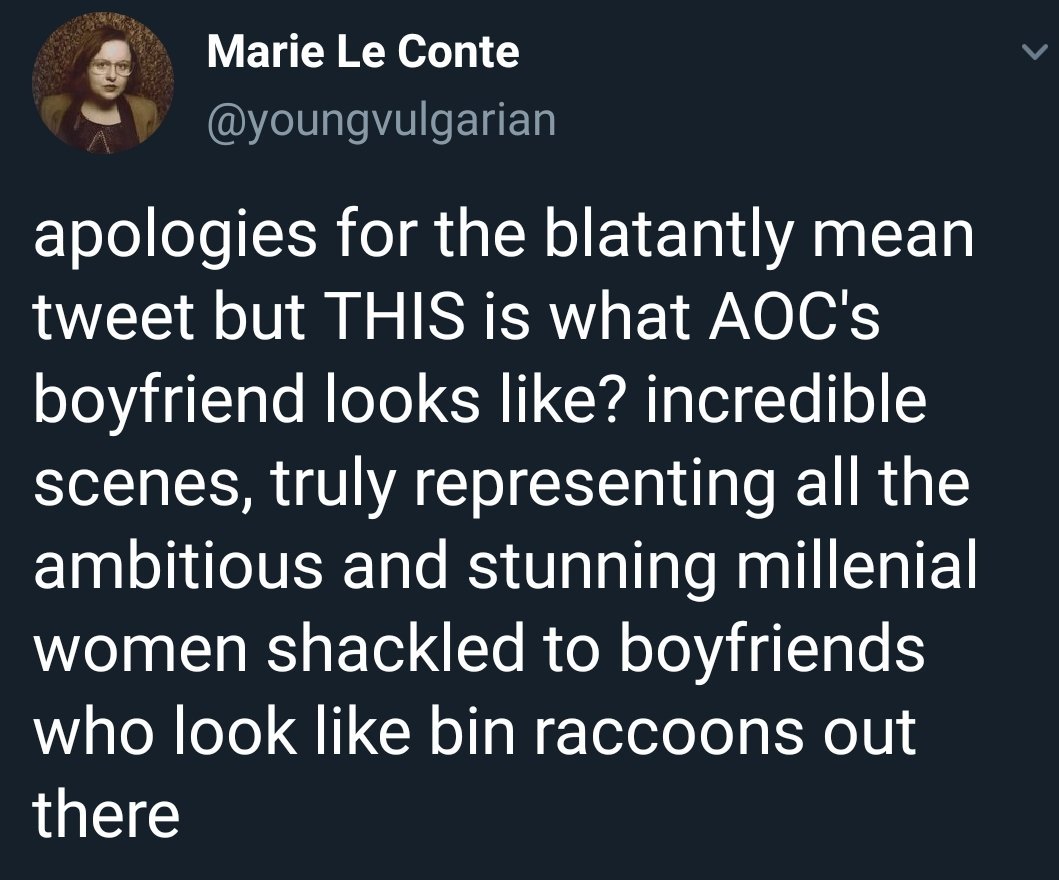 Marie Le Conte
@youngvulgarian
apologies for the blatantly mean
tweet but THIS is what AOC's
boyfriend looks like? incredible
scenes, truly representing all the
ambitious and stunning millenial
women shackled to boyfriends
who look like bin raccoons out
there